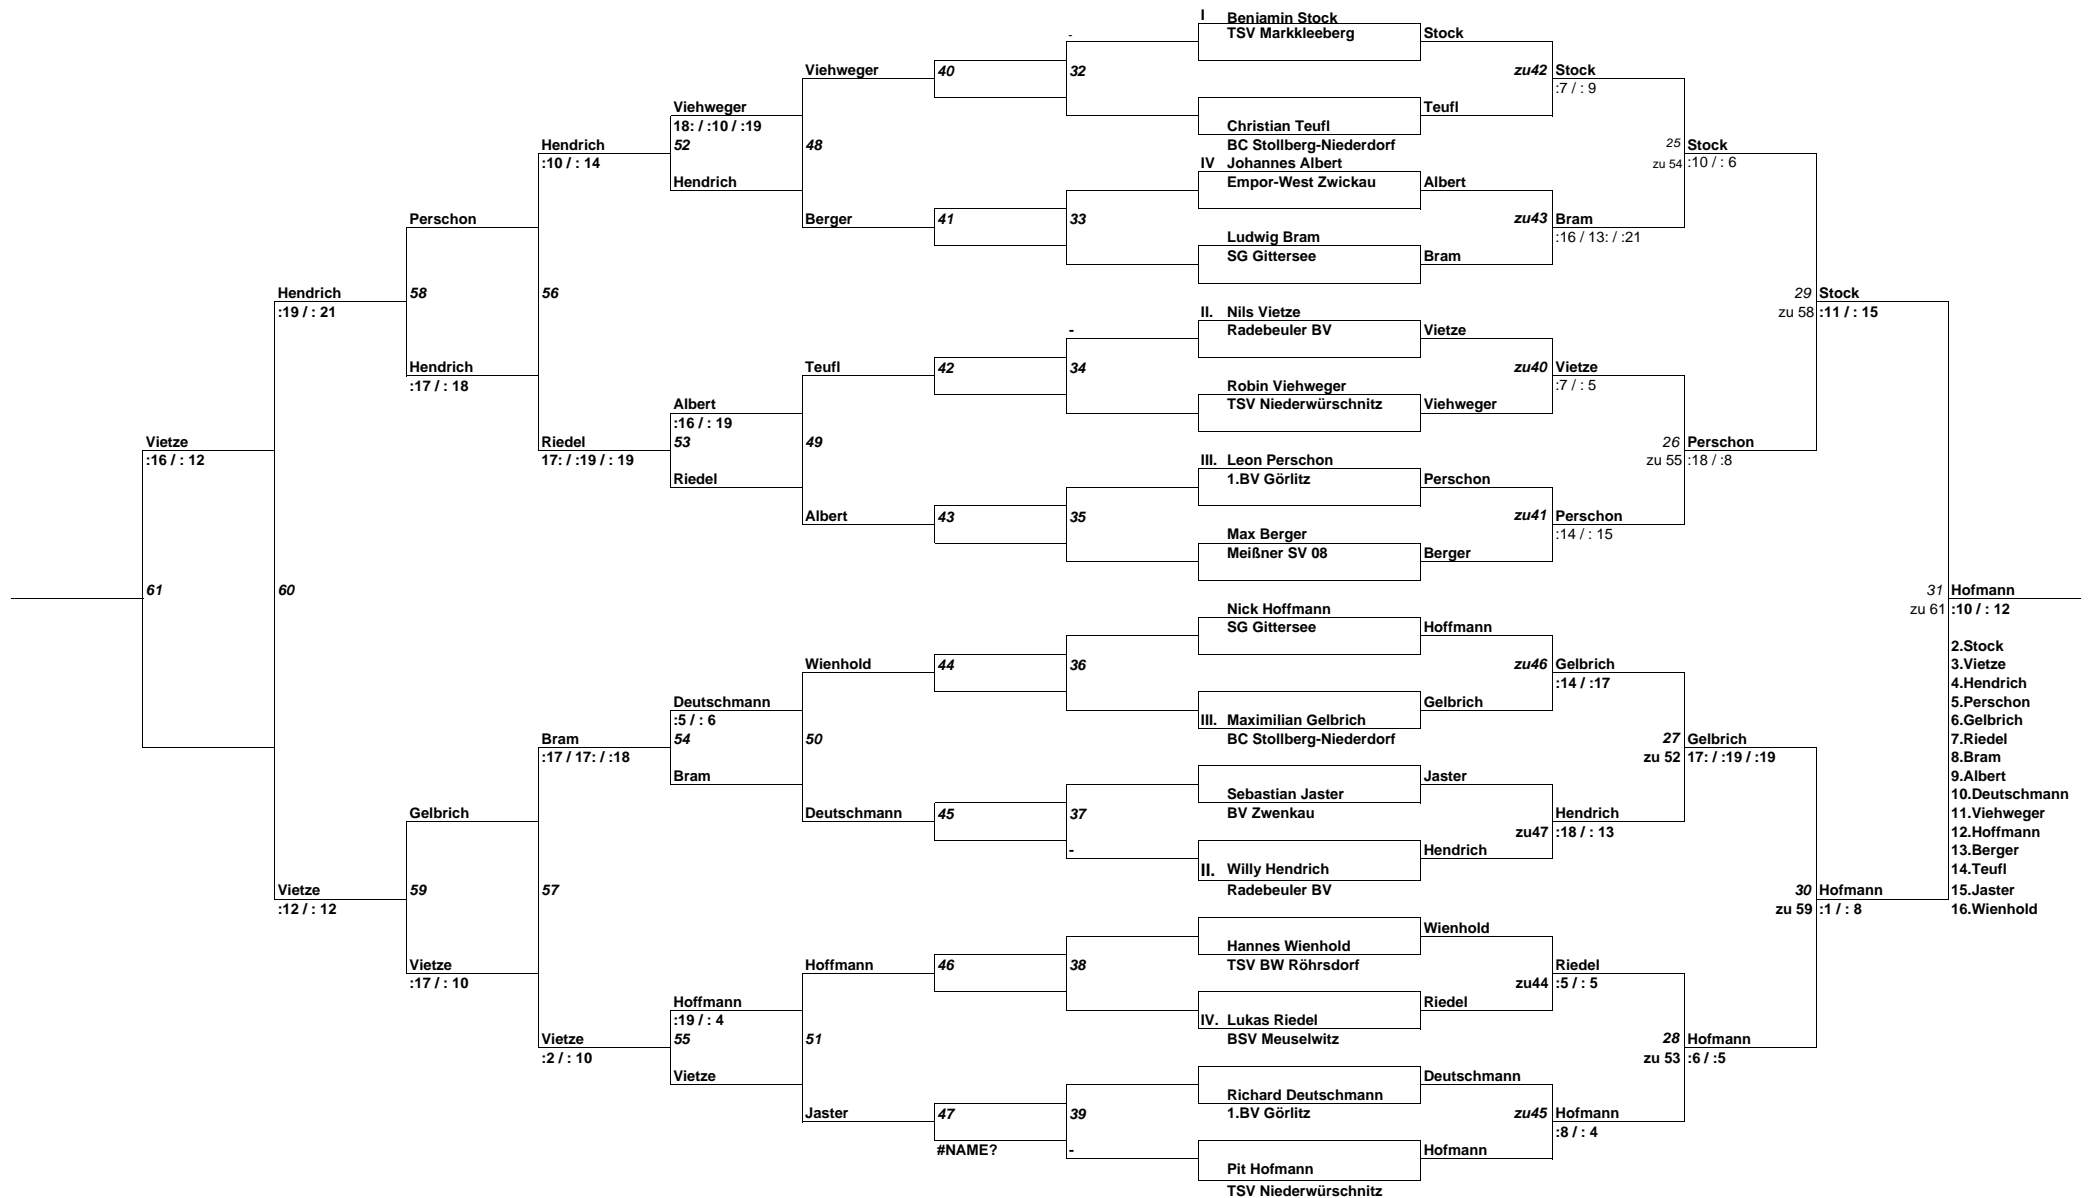 I Benjamin Stock
- TSV Markkleeberg Stock
Viehweger 40 32 zu42 Stock
:7 / : 9
Viehweger Teufl
18: / :10 / :19 Christian Teufl
Hendrich 52 48 BC Stollberg-Niederdorf 25 Stock
:10 / : 14 IV Johannes Albert zu 54 :10 / : 6
Hendrich Empor-West Zwickau Albert
Perschon Berger 41 33 zu43 Bram
Ludwig Bram :16 / 13: / :21
SG Gittersee Bram
Hendrich 58 56 29 Stock
:19 / : 21 II. Nils Vietze zu 58 :11 / : 15
- Radebeuler BV Vietze
Hendrich Teufl 42 34 zu40 Vietze
:17 / : 18 Robin Viehweger :7 / : 5
Albert TSV Niederwürschnitz Viehweger
:16 / : 19
Vietze Riedel 53 49 26 Perschon
:16 / : 12 17: / :19 / : 19 III. Leon Perschon zu 55 :18 / :8
Riedel 1.BV Görlitz Perschon
Albert 43 35 zu41 Perschon
Max Berger :14 / : 15
Meißner SV 08 Berger
61 60 31 Hofmann
Nick Hoffmann zu 61 :10 / : 12
SG Gittersee Hoffmann
2.Stock
Wienhold 44 36 zu46 Gelbrich 3.Vietze
:14 / :17 4.Hendrich
Deutschmann Gelbrich 5.Perschon
:5 / : 6 III. Maximilian Gelbrich 6.Gelbrich
Bram 54 50 BC Stollberg-Niederdorf 27 Gelbrich 7.Riedel
:17 / 17: / :18 zu 52 17: / :19 / :19 8.Bram
Bram Jaster 9.Albert
Sebastian Jaster 10.Deutschmann
Gelbrich Deutschmann 45 37 BV Zwenkau Hendrich 11.Viehweger
zu47 :18 / : 13 12.Hoffmann
- Hendrich 13.Berger
II. Willy Hendrich 14.Teufl
Vietze 59 57 Radebeuler BV 30 Hofmann 15.Jaster
:12 / : 12 zu 59 :1 / : 8 16.Wienhold
Wienhold
Hannes Wienhold
Vietze Hoffmann 46 38 TSV BW Röhrsdorf Riedel
:17 / : 10 zu44 :5 / : 5
Hoffmann Riedel
:19 / : 4 IV. Lukas Riedel
Vietze 55 51 BSV Meuselwitz 28 Hofmann
:2 / : 10 zu 53 :6 / :5
Vietze Deutschmann
Richard Deutschmann
Jaster 47 39 1.BV Görlitz zu45 Hofmann
:8 / : 4
#NAME? - Hofmann
Pit Hofmann
TSV Niederwürschnitz